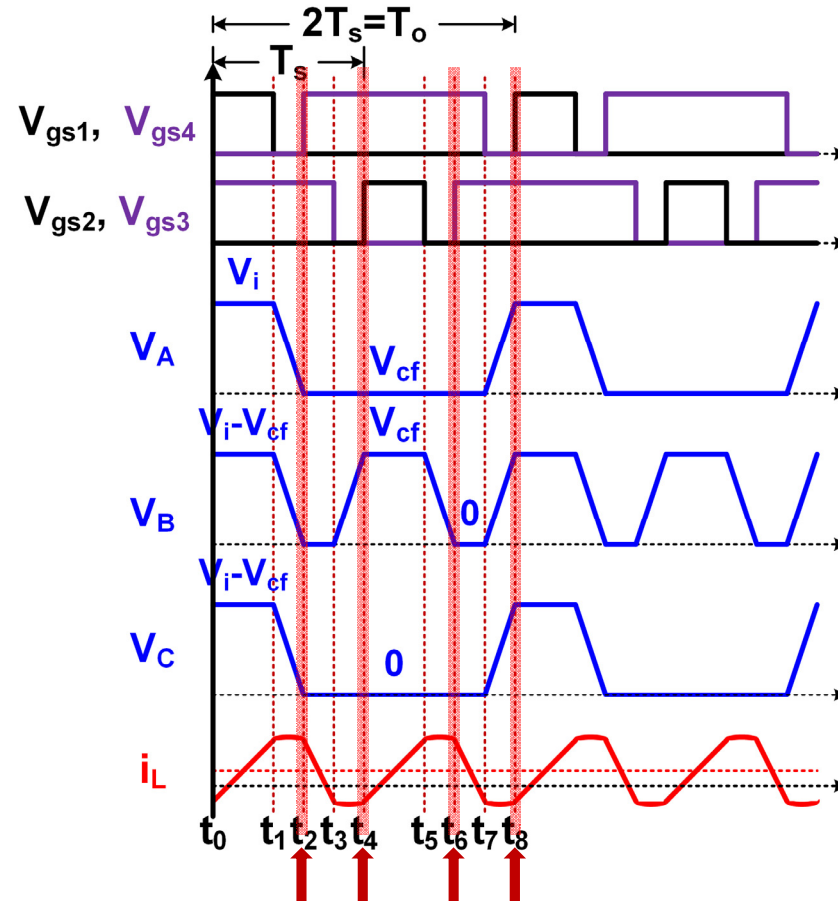 2Ts=To
Ts
Vgs1, Vgs4
Vgs2, Vgs3
Vi
VA
Vcf
Vi-Vcf
Vcf
VB
0
Vi-Vcf
VC
0
iL
t0 t1 t2 t3 t4 t5 t6 t7 t8